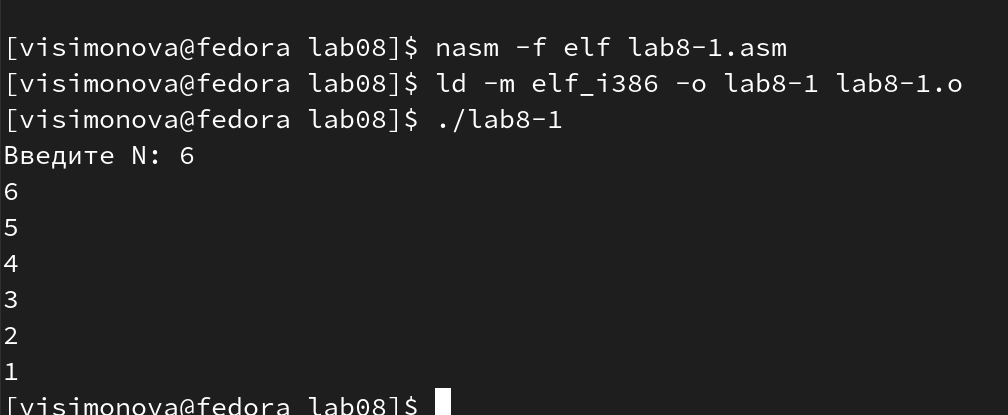 [visimonova@fedora lab08]$ nasm -f elf lab8-1.asm
[visimonova@fedora lab08]$ ld -m elf_i386 -o lab8-1 lab8-1.o
[visimonova@fedora lab08]$ ./lab8-1
Введите N: 6
6
5
4
3
2
1
[visimonova@fedora lab08]$